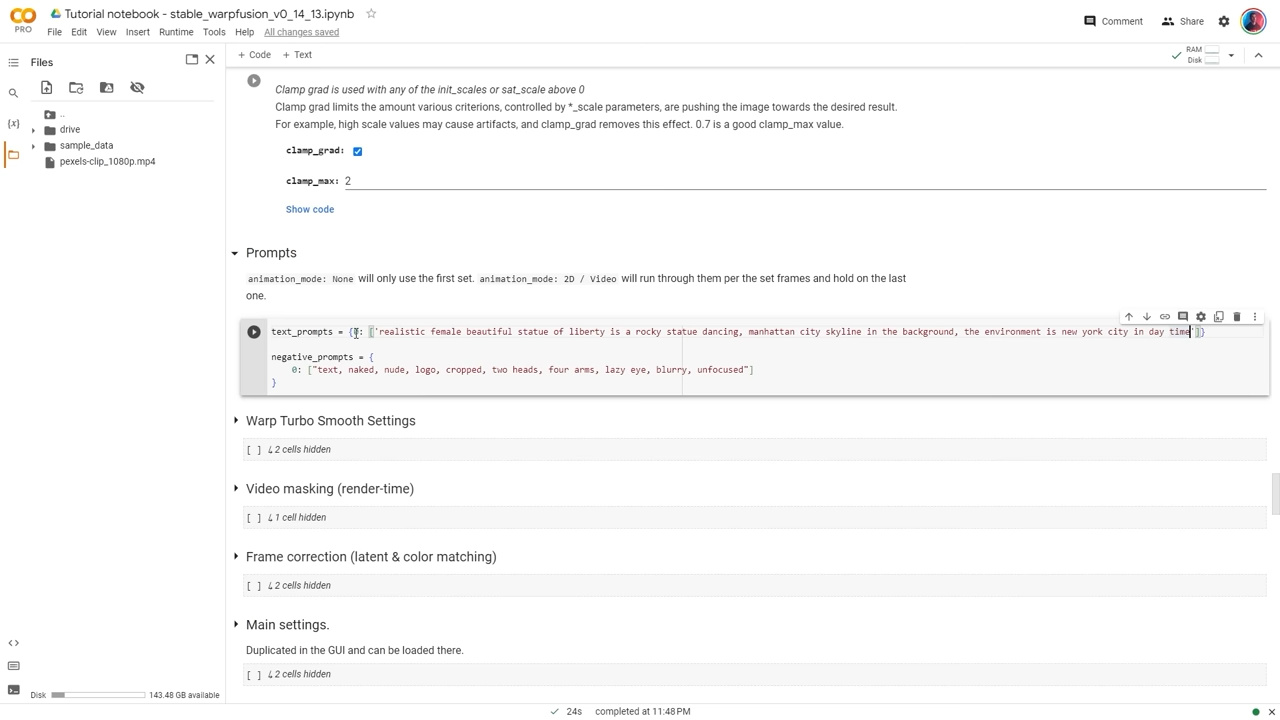 Tutorial notebook - stable_warpfusion_v0_14_13.ipynb
PRO
File Edit View Insert Runtime Tools Help All changes saved
Comment
Share
+ Code + Text
RAM
Disk
Files
..
drive
sample_data
pexels-clip_1080p.mp4
Clamp grad is used with any of the init_scales or sat_scale above 0
Clamp grad limits the amount various criterions, controlled by *_scale parameters, are pushing the image towards the desired result.
For example, high scale values may cause artifacts, and clamp_grad removes this effect. 0.7 is a good clamp_max value.
clamp_grad:
clamp_max: 2
Show code
Prompts
animation_mode: None will only use the first set. animation_mode: 2D / Video will run through them per the set frames and hold on the last
one.
text_prompts = {0: ['realistic female beautiful statue of liberty is a rocky statue dancing, manhattan city skyline in the background, the environment is new york city in day time']}
negative_prompts = {
0: ["text, naked, nude, logo, cropped, two heads, four arms, lazy eye, blurry, unfocused"]
}
Warp Turbo Smooth Settings
[ ] ↳ 2 cells hidden
Video masking (render-time)
[ ] ↳ 1 cell hidden
Frame correction (latent & color matching)
[ ] ↳ 2 cells hidden
Main settings.
Duplicated in the GUI and can be loaded there.
[ ] ↳ 2 cells hidden
Disk 143.48 GB available
24s completed at 11:48 PM